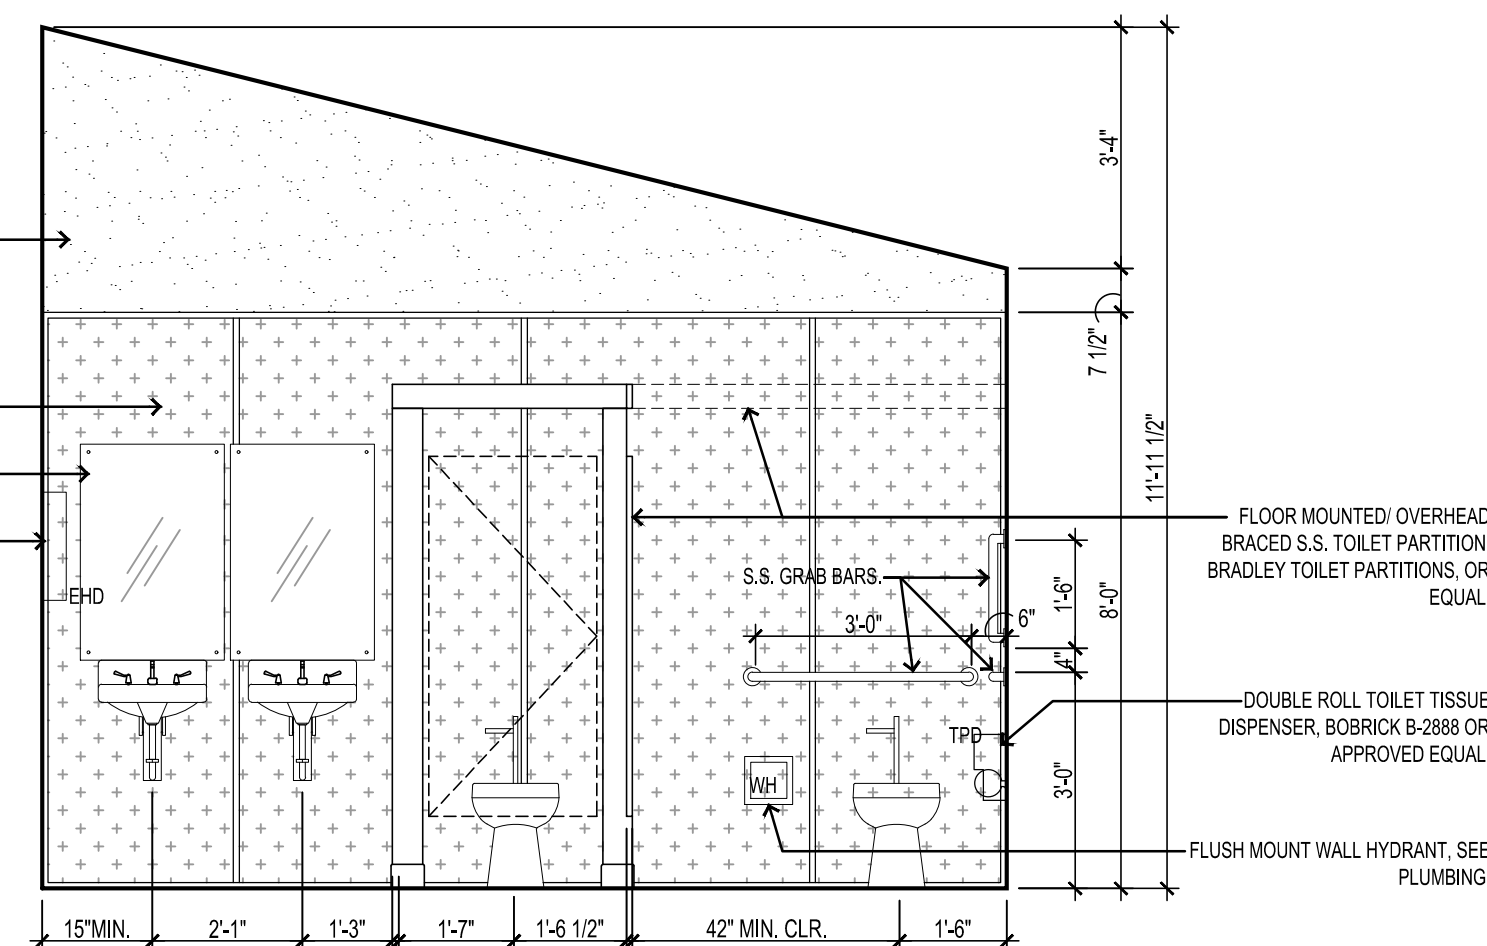 3'-4"
7 1/2"
11'-11 1/2"
FLOOR MOUNTED/ OVERHEAD
BRACED S.S. TOILET PARTITION
BRADLEY TOILET PARTITIONS, OR
EQUAL
S.S. GRAB BARS.
1'-6"
8'-0"
EHD
3'-0"
6"
4"
DOUBLE ROLL TOILET TISSUE
DISPENSER, BOBRICK B-2888 OR
APPROVED EQUAL
TPD
WH
3'-0"
FLUSH MOUNT WALL HYDRANT, SEE
PLUMBING
15"MIN.
2'-1"
1'-3"
1'-7"
1'-6 1/2"
42" MIN. CLR.
1'-6"